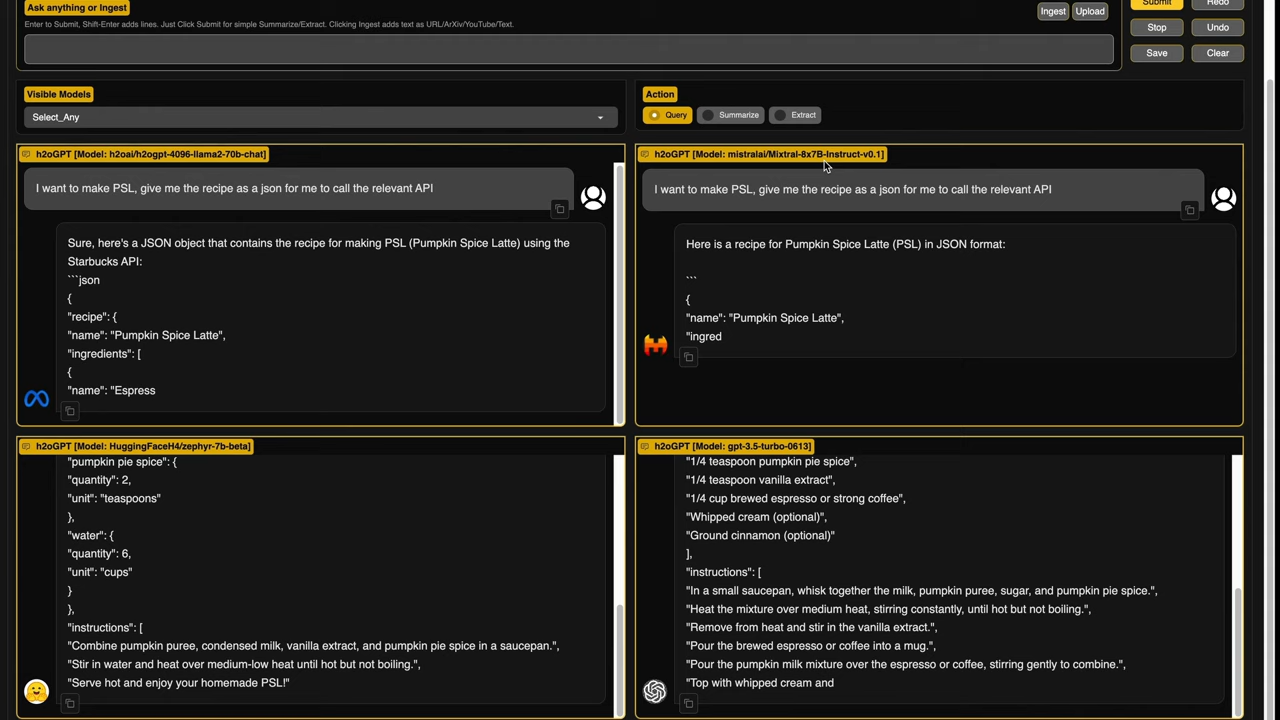 Ask anything or Ingest
Enter to Submit, Shift-Enter adds lines. Just Click Submit for simple Summarize/Extract. Clicking Ingest adds text as URL/ArXiv/YouTube/Text.
Ingest
Upload
Submit
Redo
Stop
Undo
Save
Clear
Visible Models
Select_Any
Action
Query
Summarize
Extract
h2oGPT [Model: h2oai/h2ogpt-4096-llama2-70b-chat]
I want to make PSL, give me the recipe as a json for me to call the relevant API
Sure, here's a JSON object that contains the recipe for making PSL (Pumpkin Spice Latte) using the
Starbucks API:
```json
{
"recipe": {
"name": "Pumpkin Spice Latte",
"ingredients": [
{
"name": "Espress
h2oGPT [Model: mistralai/Mixtral-8x7B-Instruct-v0.1]
I want to make PSL, give me the recipe as a json for me to call the relevant API
Here is a recipe for Pumpkin Spice Latte (PSL) in JSON format:
```
{
"name": "Pumpkin Spice Latte",
"ingred
h2oGPT [Model: HuggingFaceH4/zephyr-7b-beta]
"pumpkin pie spice": {
"quantity": 2,
"unit": "teaspoons"
},
"water": {
"quantity": 6,
"unit": "cups"
}
},
"instructions": [
"Combine pumpkin puree, condensed milk, vanilla extract, and pumpkin pie spice in a saucepan.",
"Stir in water and heat over medium-low heat until hot but not boiling.",
"Serve hot and enjoy your homemade PSL!"
h2oGPT [Model: gpt-3.5-turbo-0613]
"1/4 teaspoon pumpkin pie spice",
"1/4 teaspoon vanilla extract",
"1/4 cup brewed espresso or strong coffee",
"Whipped cream (optional)",
"Ground cinnamon (optional)"
],
"instructions": [
"In a small saucepan, whisk together the milk, pumpkin puree, sugar, and pumpkin pie spice.",
"Heat the mixture over medium heat, stirring constantly, until hot but not boiling.",
"Remove from heat and stir in the vanilla extract.",
"Pour the brewed espresso or coffee into a mug.",
"Pour the pumpkin milk mixture over the espresso or coffee, stirring gently to combine.",
"Top with whipped cream and